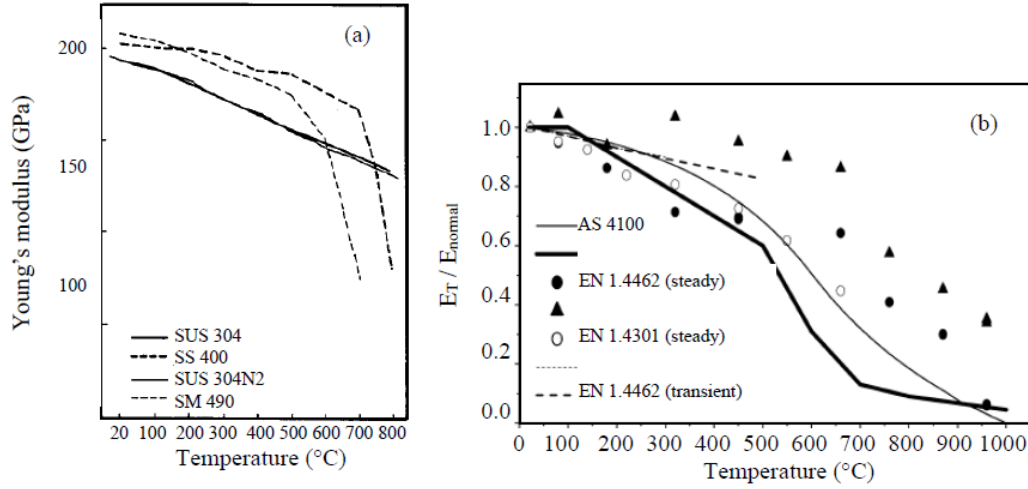 (a)
200
150
100
Young's modulus (GPa)
SUS 304
SS 400
SUS 304N2
SM 490
20 100 200 300 400 500 600 700 800
Temperature (°C)
(b)
1.0
0.8
0.6
0.4
0.2
0.0
E_T / E_normal
AS 4100
EN 1.4462 (steady)
EN 1.4301 (steady)
EN 1.4462 (transient)
0 100 200 300 400 500 600 700 800 900 1000
Temperature (°C)